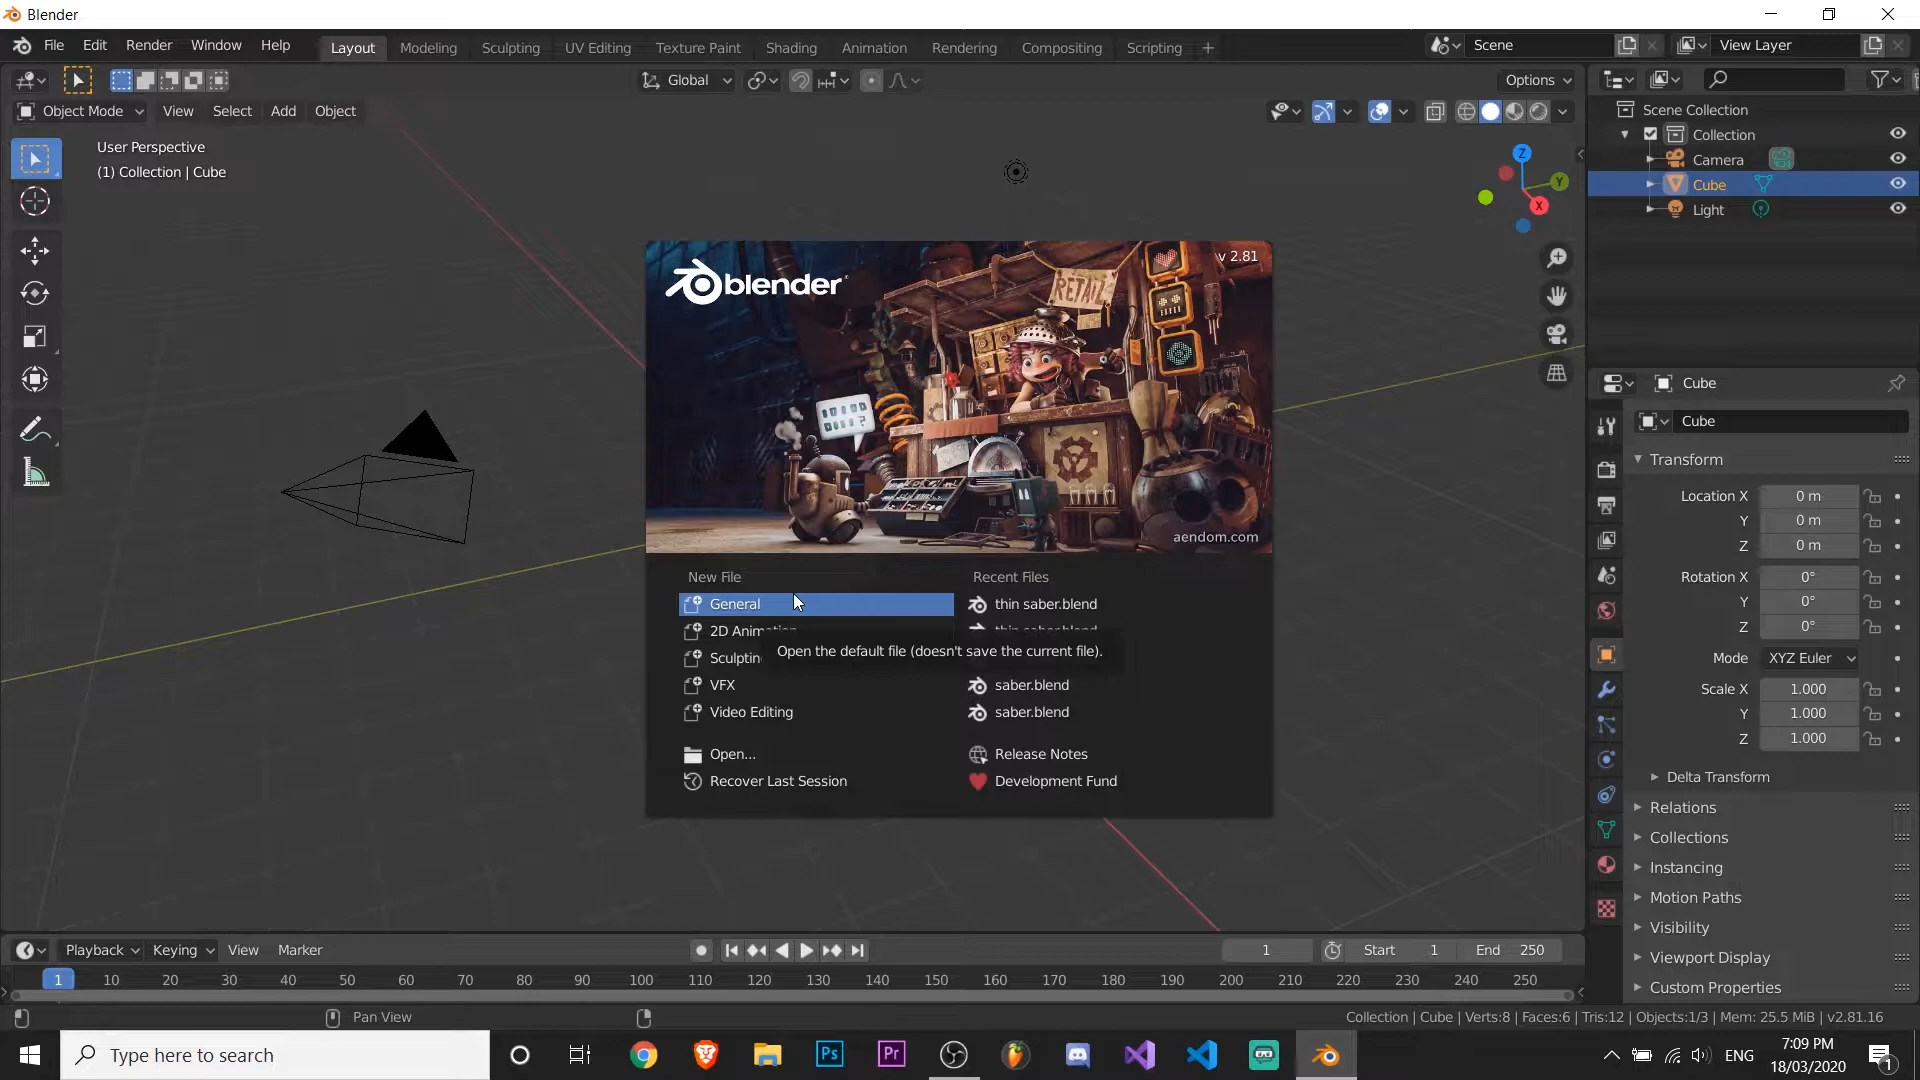 Blender
File Edit Render Window Help Layout Modeling Sculpting UV Editing Texture Paint Shading Animation Rendering Compositing Scripting + Scene View Layer
Global Options
Object Mode View Select Add Object
User Perspective
(1) Collection | Cube
Z
Y
X
Scene Collection
Collection
Camera
Cube
Light
blender
v 2.81
RETAIL
aendom.com
New File
General
2D Animation
Sculptin
VFX
Video Editing
Open...
Recover Last Session
Open the default file (doesn't save the current file).
Recent Files
thin saber.blend
thin saber.blend
saber.blend
saber.blend
Release Notes
Development Fund
Cube
Cube
Transform
Location X 0 m
Y 0 m
Z 0 m
Rotation X 0°
Y 0°
Z 0°
Mode XYZ Euler
Scale X 1.000
Y 1.000
Z 1.000
Delta Transform
Relations
Collections
Instancing
Motion Paths
Visibility
Viewport Display
Custom Properties
Playback Keying View Marker 1 Start 1 End 250
1 10 20 30 40 50 60 70 80 90 100 110 120 130 140 150 160 170 180 190 200 210 220 230 240 250
Pan View
Collection | Cube | Verts:8 | Faces:6 | Tris:12 | Objects:1/3 | Mem: 25.5 MiB | v2.81.16
Type here to search
Ps
Pr
ENG
7:09 PM
18/03/2020
1